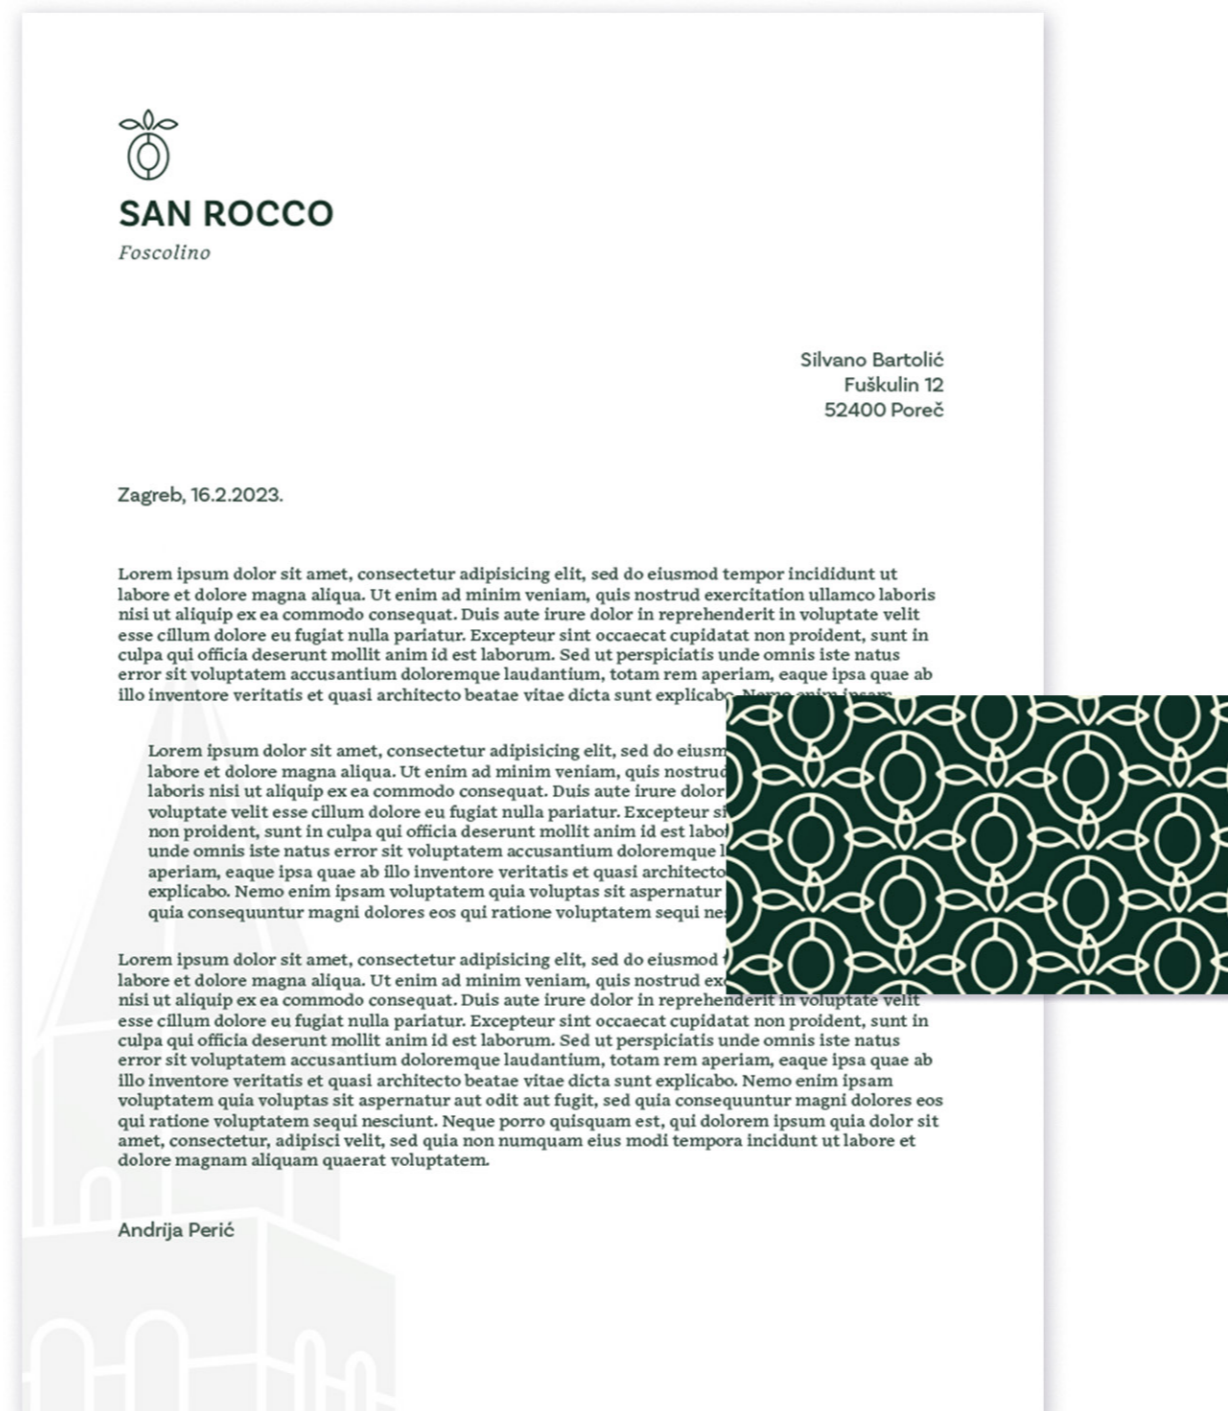 SAN ROCCO
Foscolino
Silvano Bartolić
Fuškulin 12
52400 Poreč
Zagreb, 16.2.2023.
Lorem ipsum dolor sit amet, consectetur adipisicing elit, sed do eiusmod tempor incididunt ut
labore et dolore magna aliqua. Ut enim ad minim veniam, quis nostrud exercitation ullamco laboris
nisi ut aliquip ex ea commodo consequat. Duis aute irure dolor in reprehenderit in voluptate velit
esse cillum dolore eu fugiat nulla pariatur. Excepteur sint occaecat cupidatat non proident, sunt in
culpa qui officia deserunt mollit anim id est laborum. Sed ut perspiciatis unde omnis iste natus
error sit voluptatem accusantium doloremque laudantium, totam rem aperiam, eaque ipsa quae ab
illo inventore veritatis et quasi architecto beatae vitae dicta sunt explicabo. Nemo enim ipsam
Lorem ipsum dolor sit amet, consectetur adipisicing elit, sed do
labore et dolore magna aliqua. Ut enim ad minim veniam, quis
laboris nisi ut aliquip ex ea commodo consequat. Duis aute irure dolor
voluptate velit esse cillum dolore eu fugiat nulla pariatur. Excepteur
non proident, sunt in culpa qui officia deserunt mollit anim id est
unde omnis iste natus error sit voluptatem accusantium doloremque
aperiam, eaque ipsa quae ab illo inventore veritatis et quasi architecto
explicabo. Nemo enim ipsam voluptatem quia voluptas sit aspernatur
quia consequuntur magni dolores eos qui ratione voluptatem sequi
Lorem ipsum dolor sit amet, consectetur adipisicing elit, sed do eiusmod
labore et dolore magna aliqua. Ut enim ad minim veniam, quis nostrud
nisi ut aliquip ex ea commodo consequat. Duis aute irure dolor in reprehenderit in voluptate velit
esse cillum dolore eu fugiat nulla pariatur. Excepteur sint occaecat cupidatat non proident, sunt in
culpa qui officia deserunt mollit anim id est laborum. Sed ut perspiciatis unde omnis iste natus
error sit voluptatem accusantium doloremque laudantium, totam rem aperiam, eaque ipsa quae ab
illo inventore veritatis et quasi architecto beatae vitae dicta sunt explicabo. Nemo enim ipsam
voluptatem quia voluptas sit aspernatur aut odit aut fugit, sed quia consequuntur magni dolores eos
qui ratione voluptatem sequi nesciunt. Neque porro quisquam est, qui dolorem ipsum quia dolor sit
amet, consectetur, adipisci velit, sed quia non numquam eius modi tempora incidunt ut labore et
dolore magnam aliquam quaerat voluptatem.
Andrija Perić